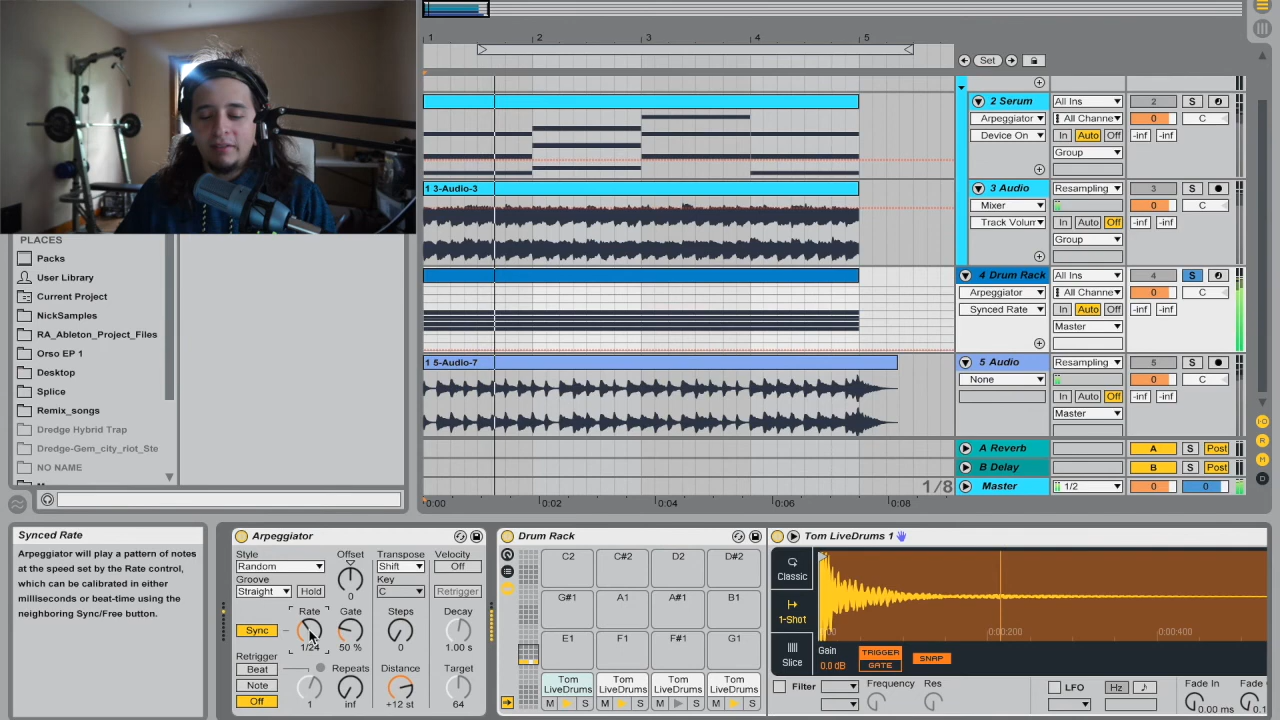 1
2
3
4
5
Set
2 Serum
All Ins
2
S
Arpeggiator
All Channe
0
C
Device On
In
Auto
Off
-inf
-inf
Group
1 3-Audio-3
3 Audio
Resampling
3
S
Mixer
0
C
Track Volum
In
Auto
Off
-inf
-inf
Group
PLACES
Packs
User Library
Current Project
NickSamples
RA_Ableton_Project_Files
Orso EP 1
Desktop
Splice
Remix_songs
Dredge Hybrid Trap
Dredge-Gem_city_riot_Ste
NO NAME
4 Drum Rack
All Ins
4
S
Arpeggiator
All Channe
0
C
Synced Rate
In
Auto
Off
-inf
-inf
Master
1 5-Audio-7
5 Audio
Resampling
5
S
None
0
C
In
Auto
Off
-inf
-inf
Master
A Reverb
A
S
Post
B Delay
B
S
Post
Master
1/2
0
0
1/8
0:00
0:02
0:04
0:06
0:08
Synced Rate
Arpeggiator will play a pattern of notes
at the speed set by the Rate control,
which can be calibrated in either
milliseconds or beat-time using the
neighboring Sync/Free button.
Arpeggiator
Style
Offset
Transpose
Velocity
Random
Shift
Off
Groove
Key
Straight
Hold
0
C
Retrigger
Rate
Gate
Steps
Decay
Sync
1/24
50 %
0
1.00 s
Retrigger
Beat
Repeats
Distance
Target
Note
Off
inf
+12 st
64
Drum Rack
C2
C#2
D2
D#2
G#1
A1
A#1
B1
E1
F1
F#1
G1
Tom LiveDrums
Tom LiveDrums
Tom LiveDrums
Tom LiveDrums
M
S
M
S
M
S
M
S
Tom LiveDrums 1
Classic
1-Shot
Slice
0:00:200
0:00:400
Gain
0.0 dB
TRIGGER
GATE
SNAP
Filter
Frequency
Res
LFO
Hz
Fade In
0.00 ms